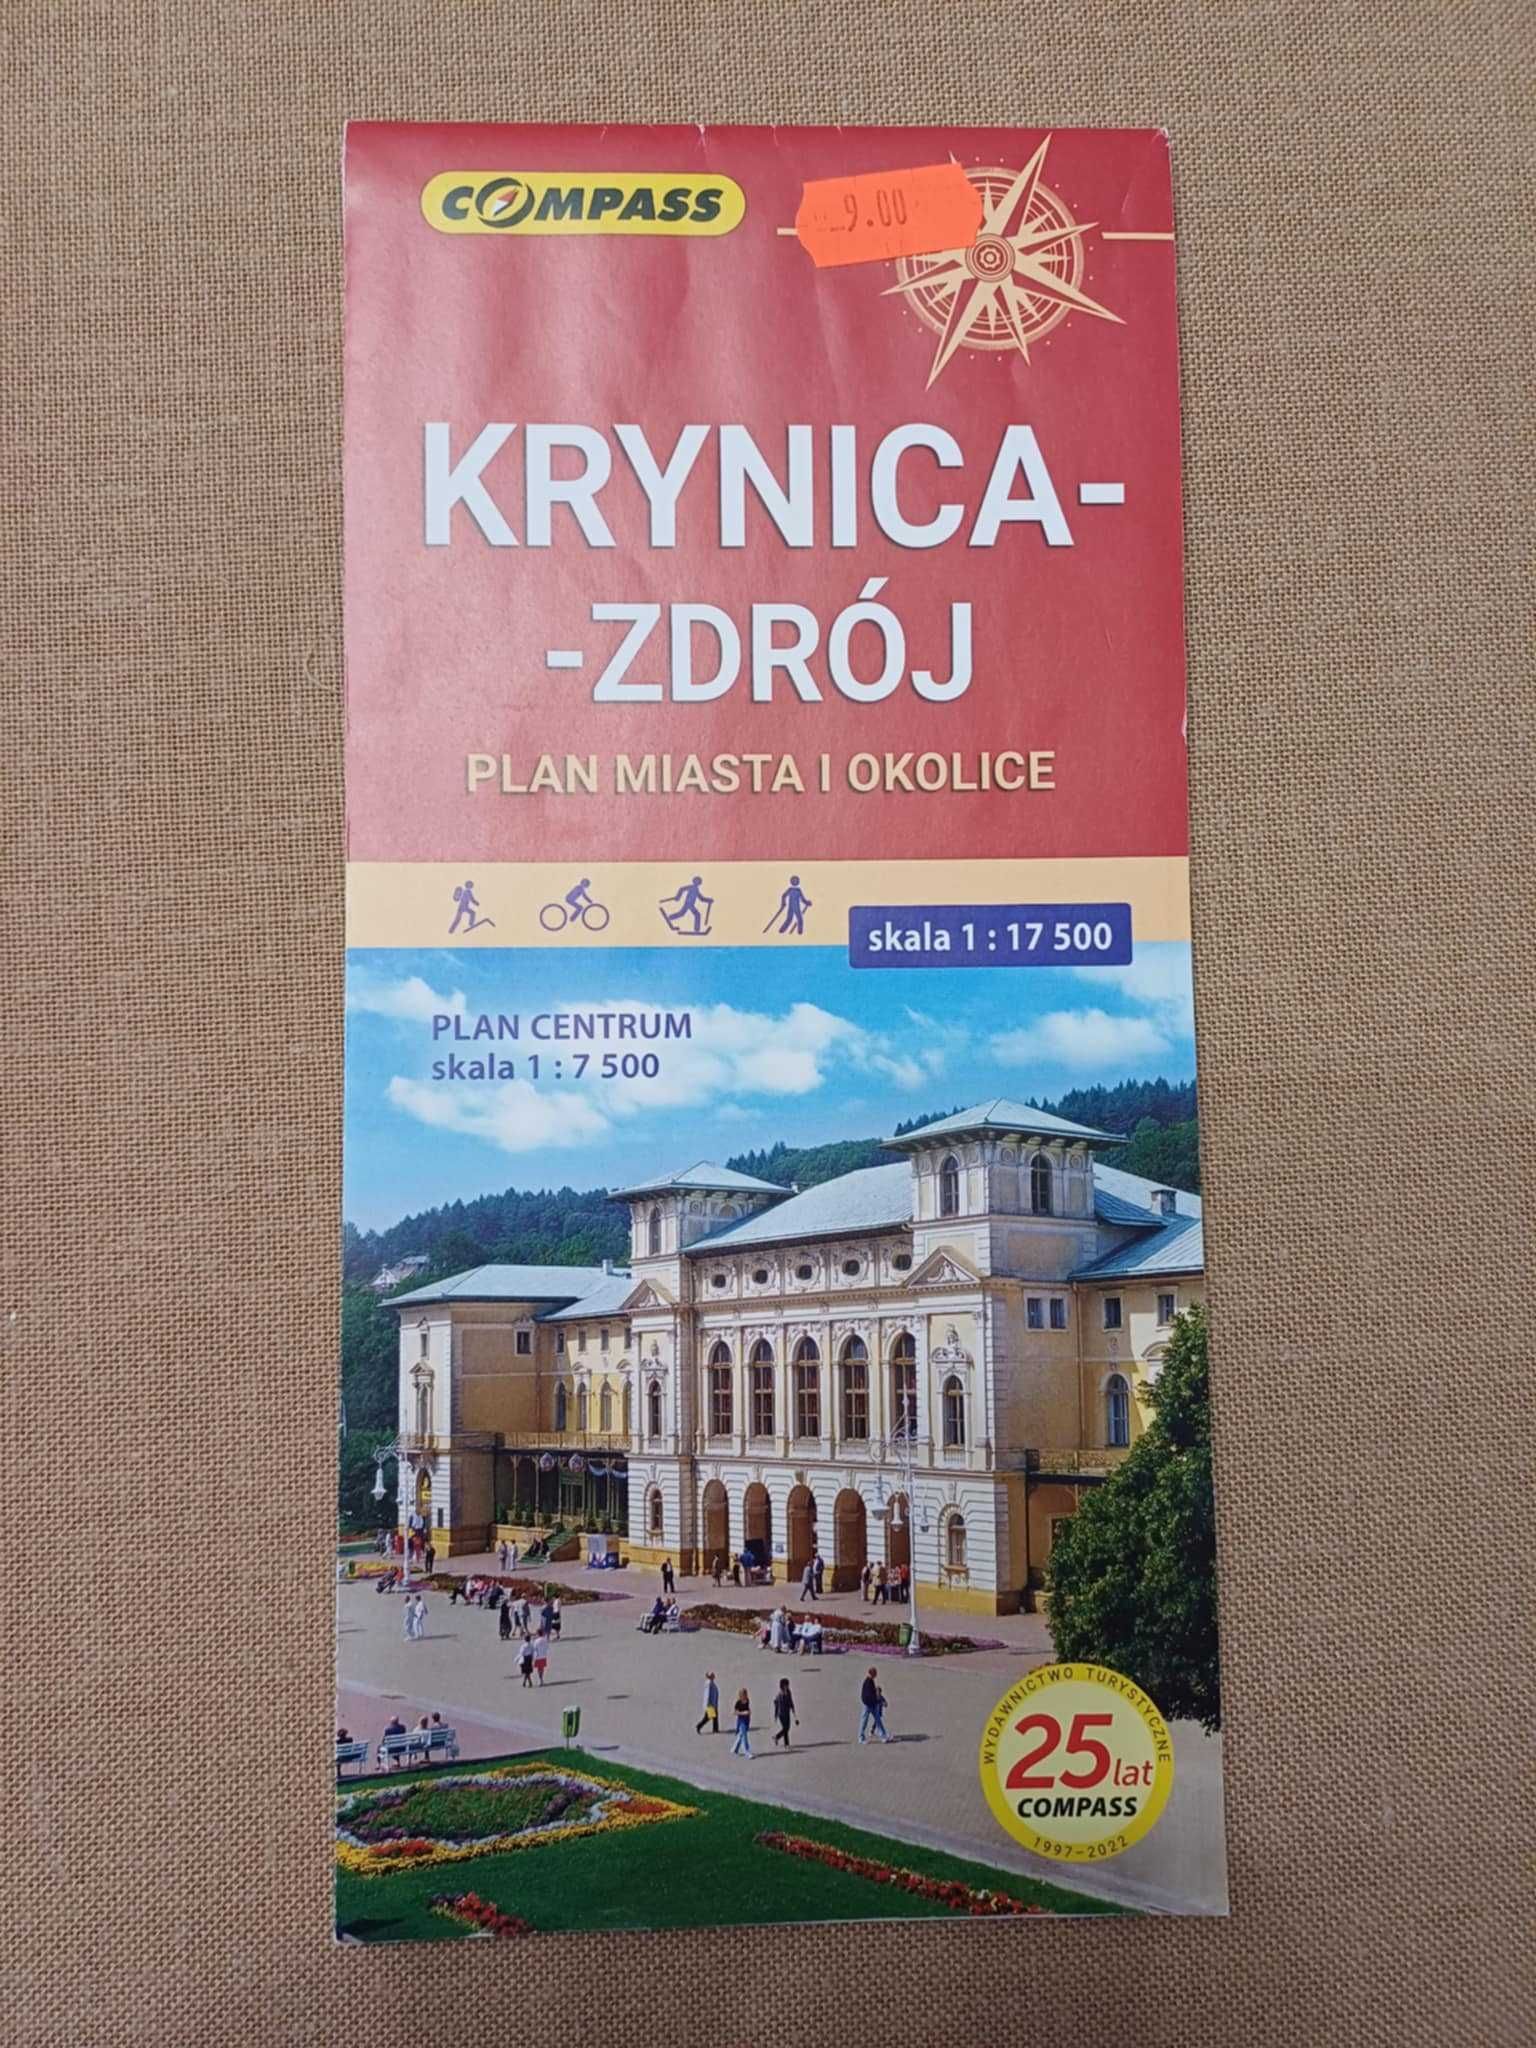 COMPASS
9.00
KRYNICA-
-ZDRÓJ
PLAN MIASTA I OKOLICE
skala 1 : 17 500
PLAN CENTRUM
skala 1 : 7 500
WYDAWNICTWO TURYSTYCZNE
25 lat
COMPASS
1997-2022